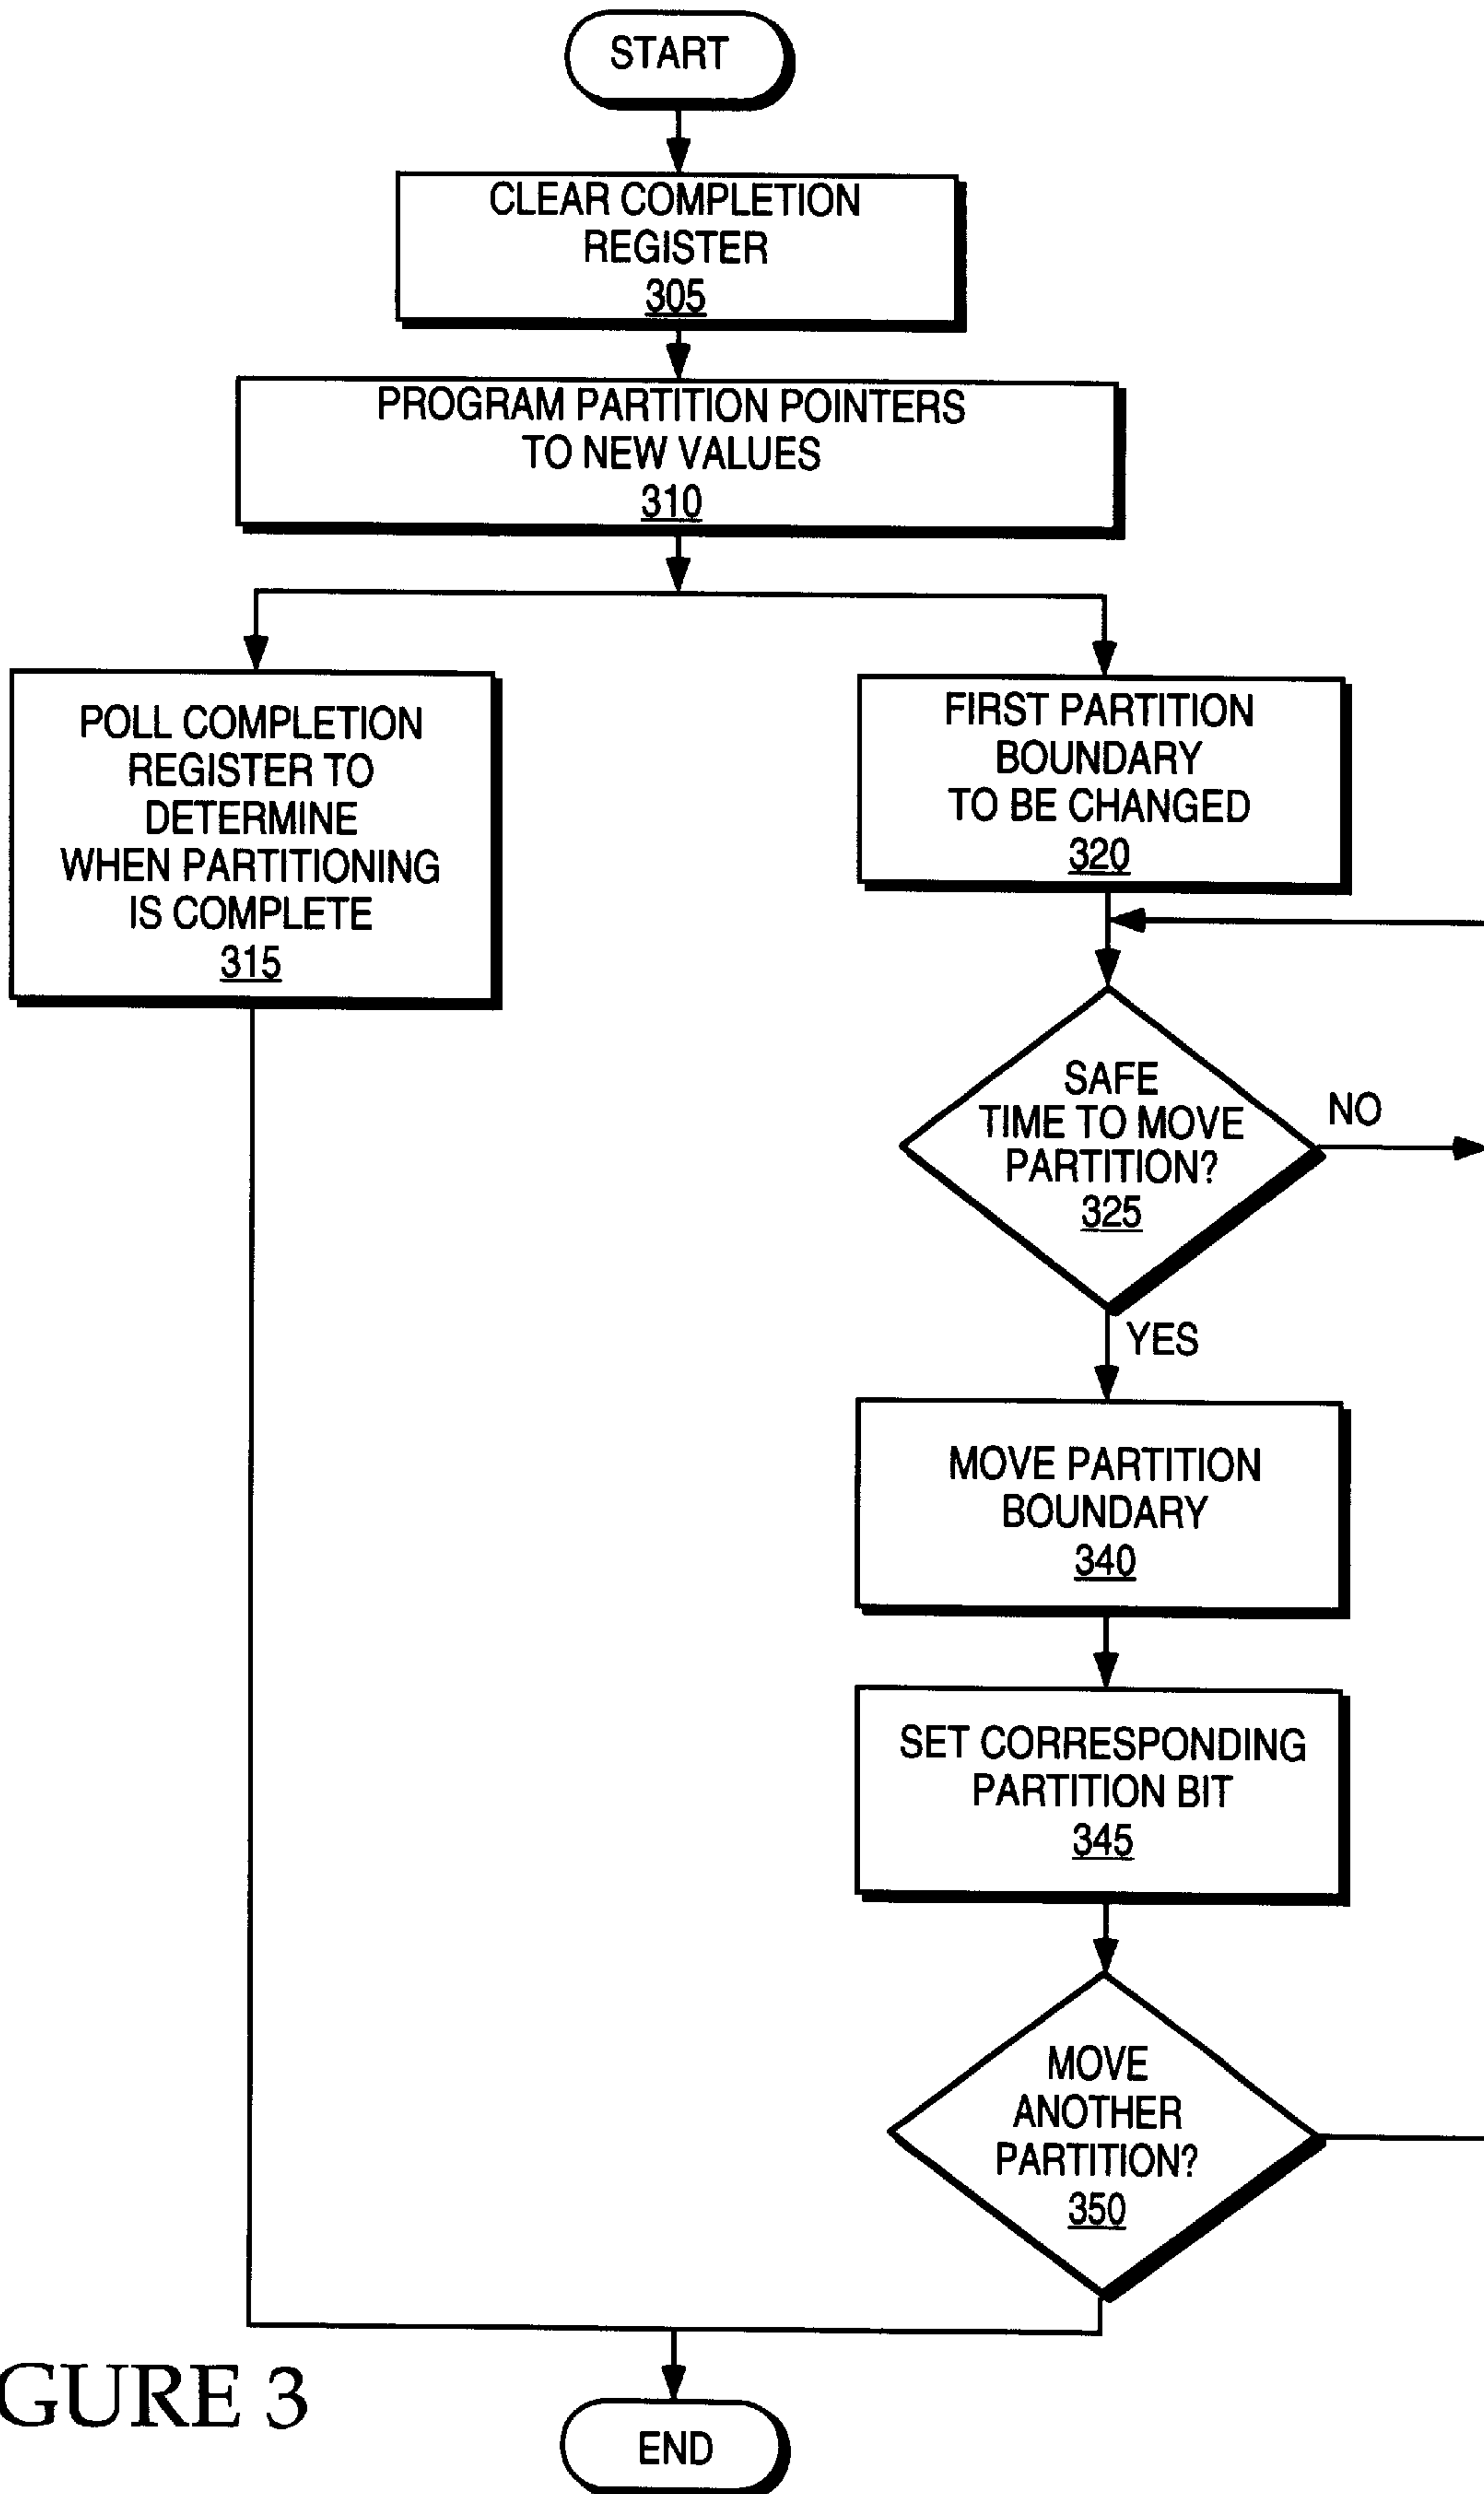 START
CLEAR COMPLETION
REGISTER
305
PROGRAM PARTITION POINTERS
TO NEW VALUES
310
POLL COMPLETION
REGISTER TO
DETERMINE
WHEN PARTITIONING
IS COMPLETE
315
FIRST PARTITION
BOUNDARY
TO BE CHANGED
320
SAFE
TIME TO MOVE
PARTITION?
325
NO
YES
MOVE PARTITION
BOUNDARY
340
SET CORRESPONDING
PARTITION BIT
345
MOVE
ANOTHER
PARTITION?
350
GURE 3
END